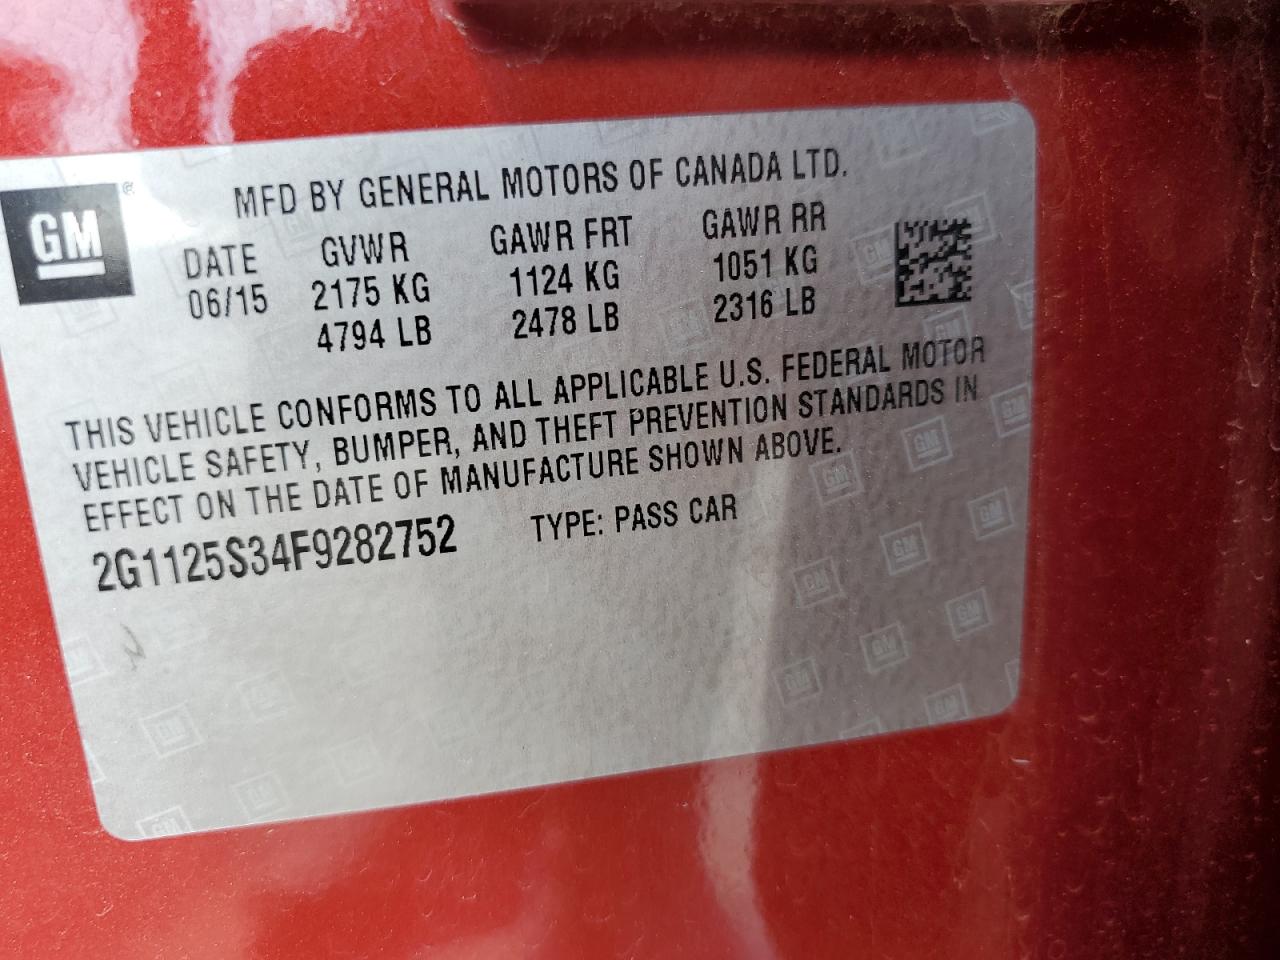 GM®
MFD BY GENERAL MOTORS OF CANADA LTD.
DATE GVWR GAWR FRT GAWR RR
06/15 2175 KG 1124 KG 1051 KG
4794 LB 2478 LB 2316 LB
THIS VEHICLE CONFORMS TO ALL APPLICABLE U.S. FEDERAL MOTOR
VEHICLE SAFETY, BUMPER, AND THEFT PREVENTION STANDARDS IN
EFFECT ON THE DATE OF MANUFACTURE SHOWN ABOVE.
2G1125S34F9282752 TYPE: PASS CAR